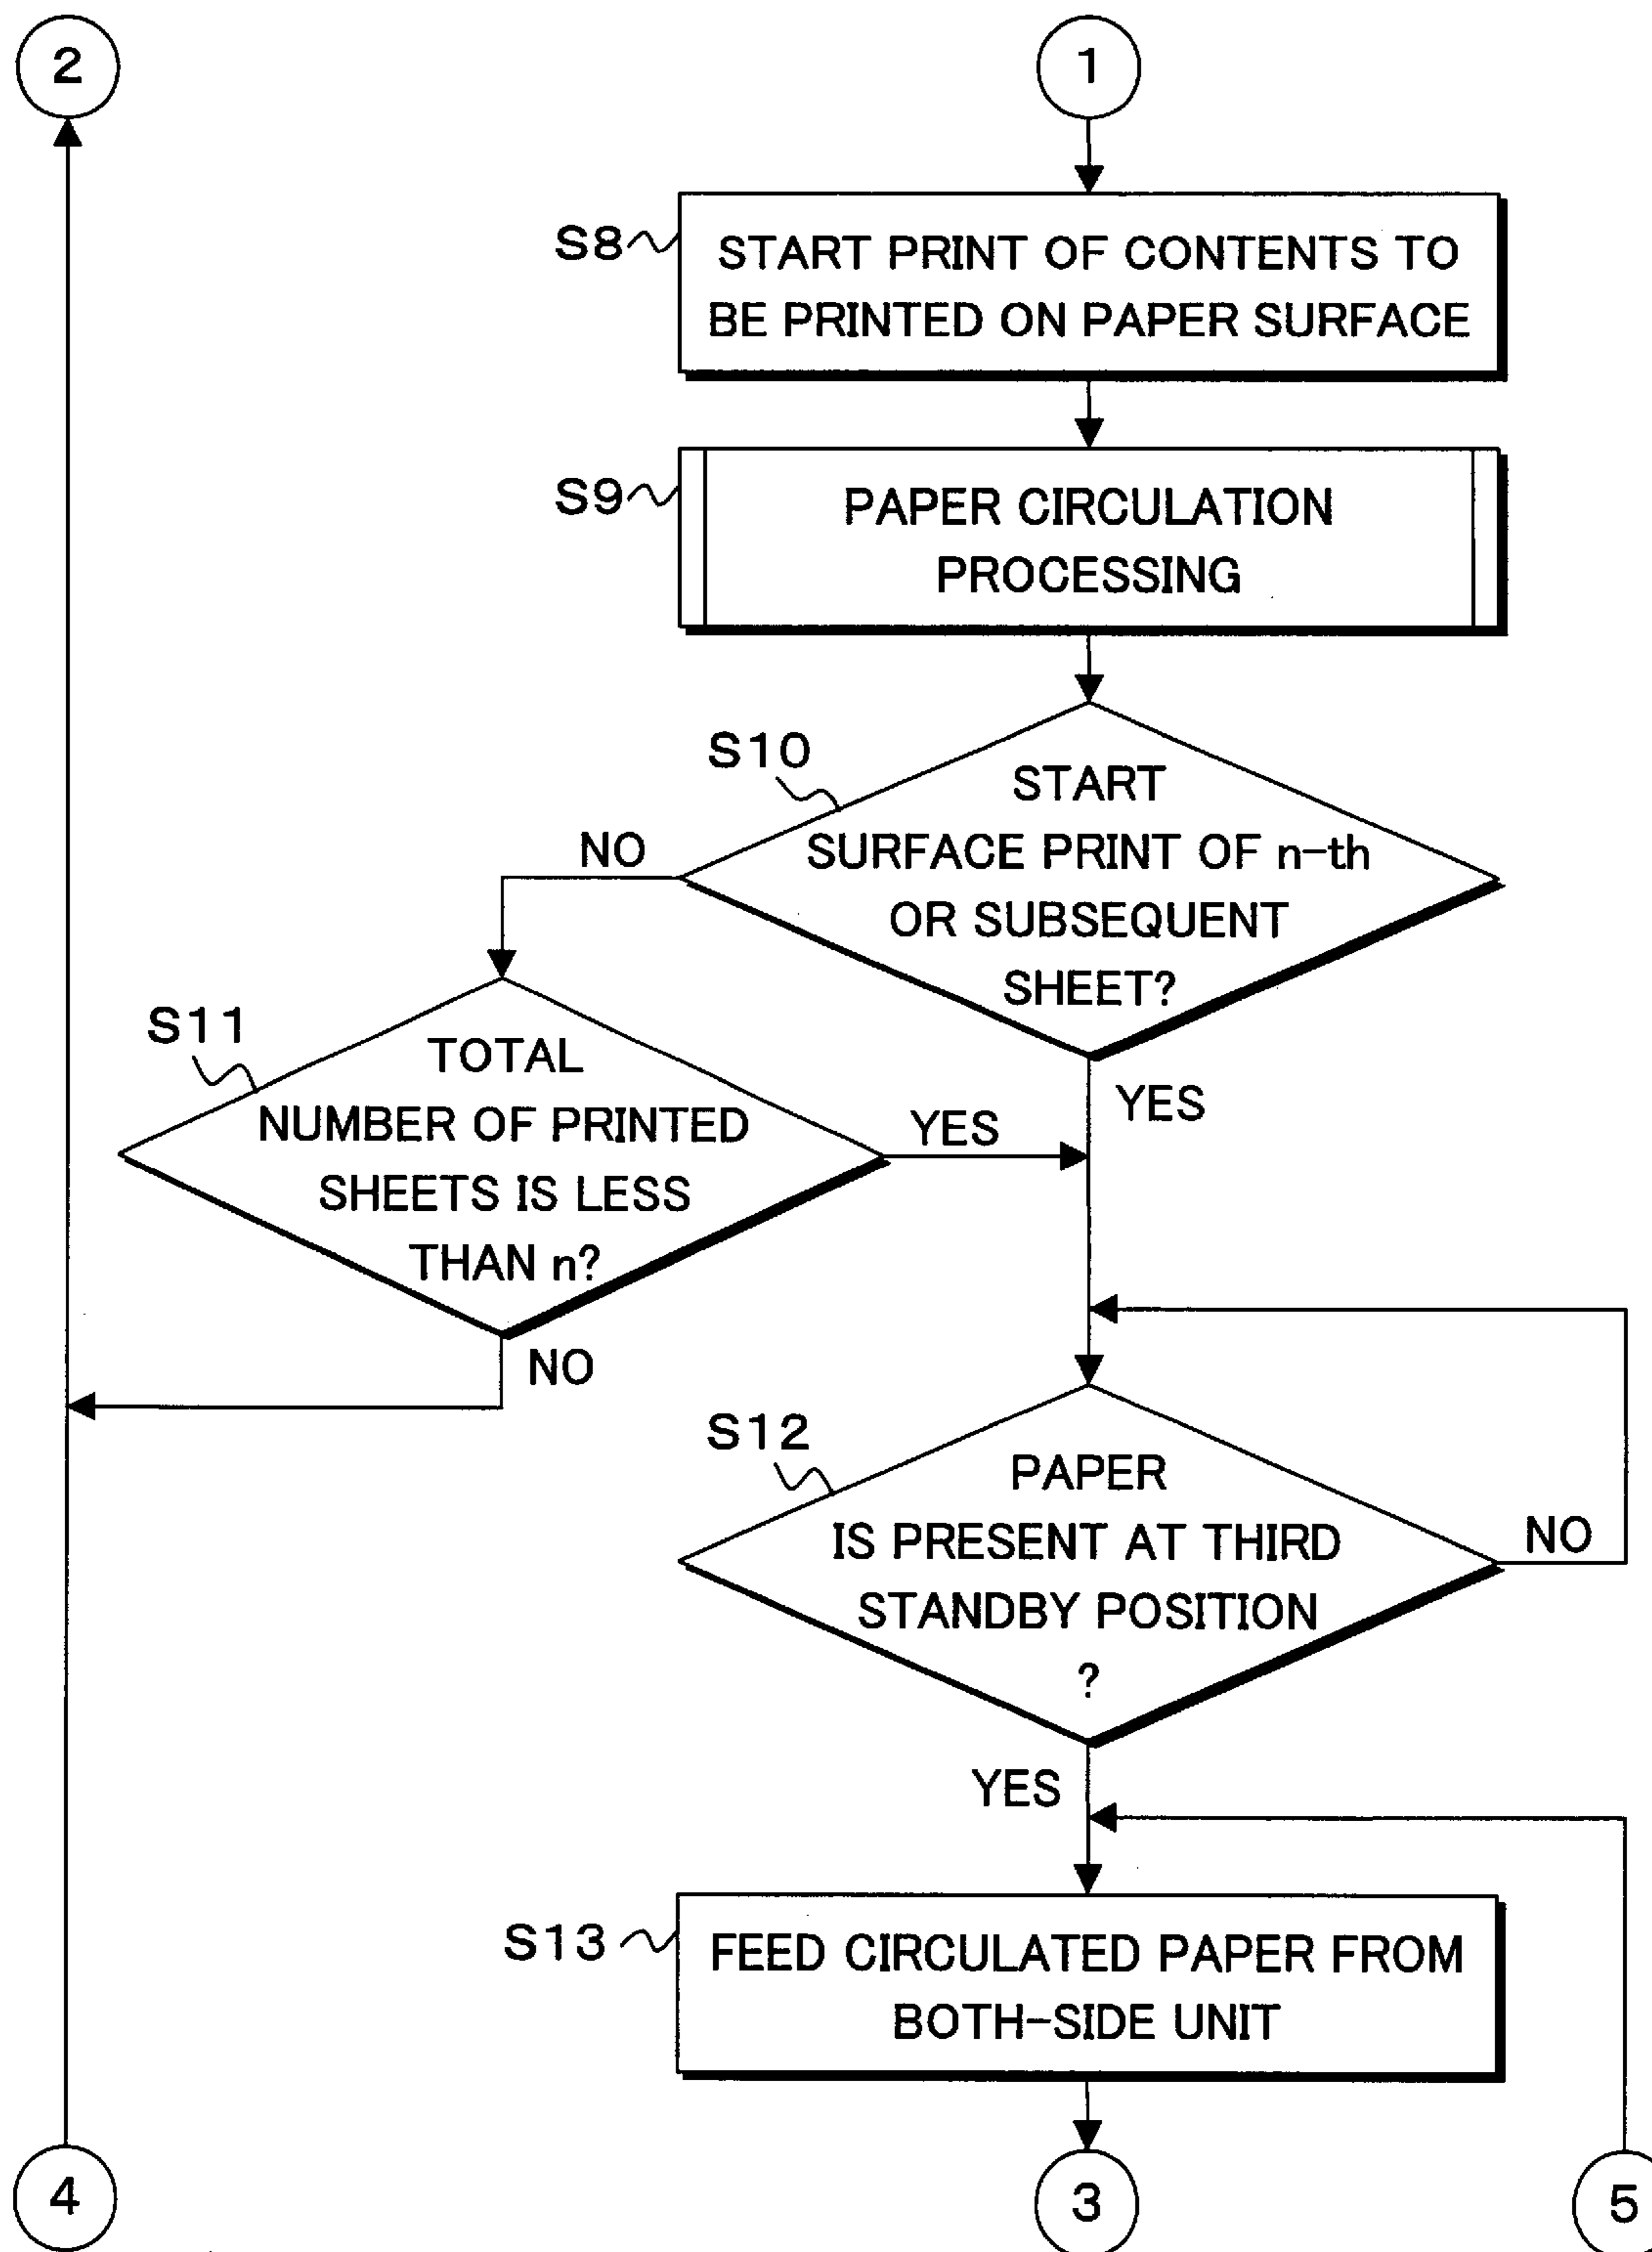 2
1
S8
START PRINT OF CONTENTS TO
BE PRINTED ON PAPER SURFACE
S9
PAPER CIRCULATION
PROCESSING
S10
START
SURFACE PRINT OF n-th
OR SUBSEQUENT
SHEET?
NO
YES
S11
TOTAL
NUMBER OF PRINTED
SHEETS IS LESS
THAN n?
YES
NO
S12
PAPER
IS PRESENT AT THIRD
STANDBY POSITION
?
NO
YES
S13
FEED CIRCULATED PAPER FROM
BOTH-SIDE UNIT
4
3
5